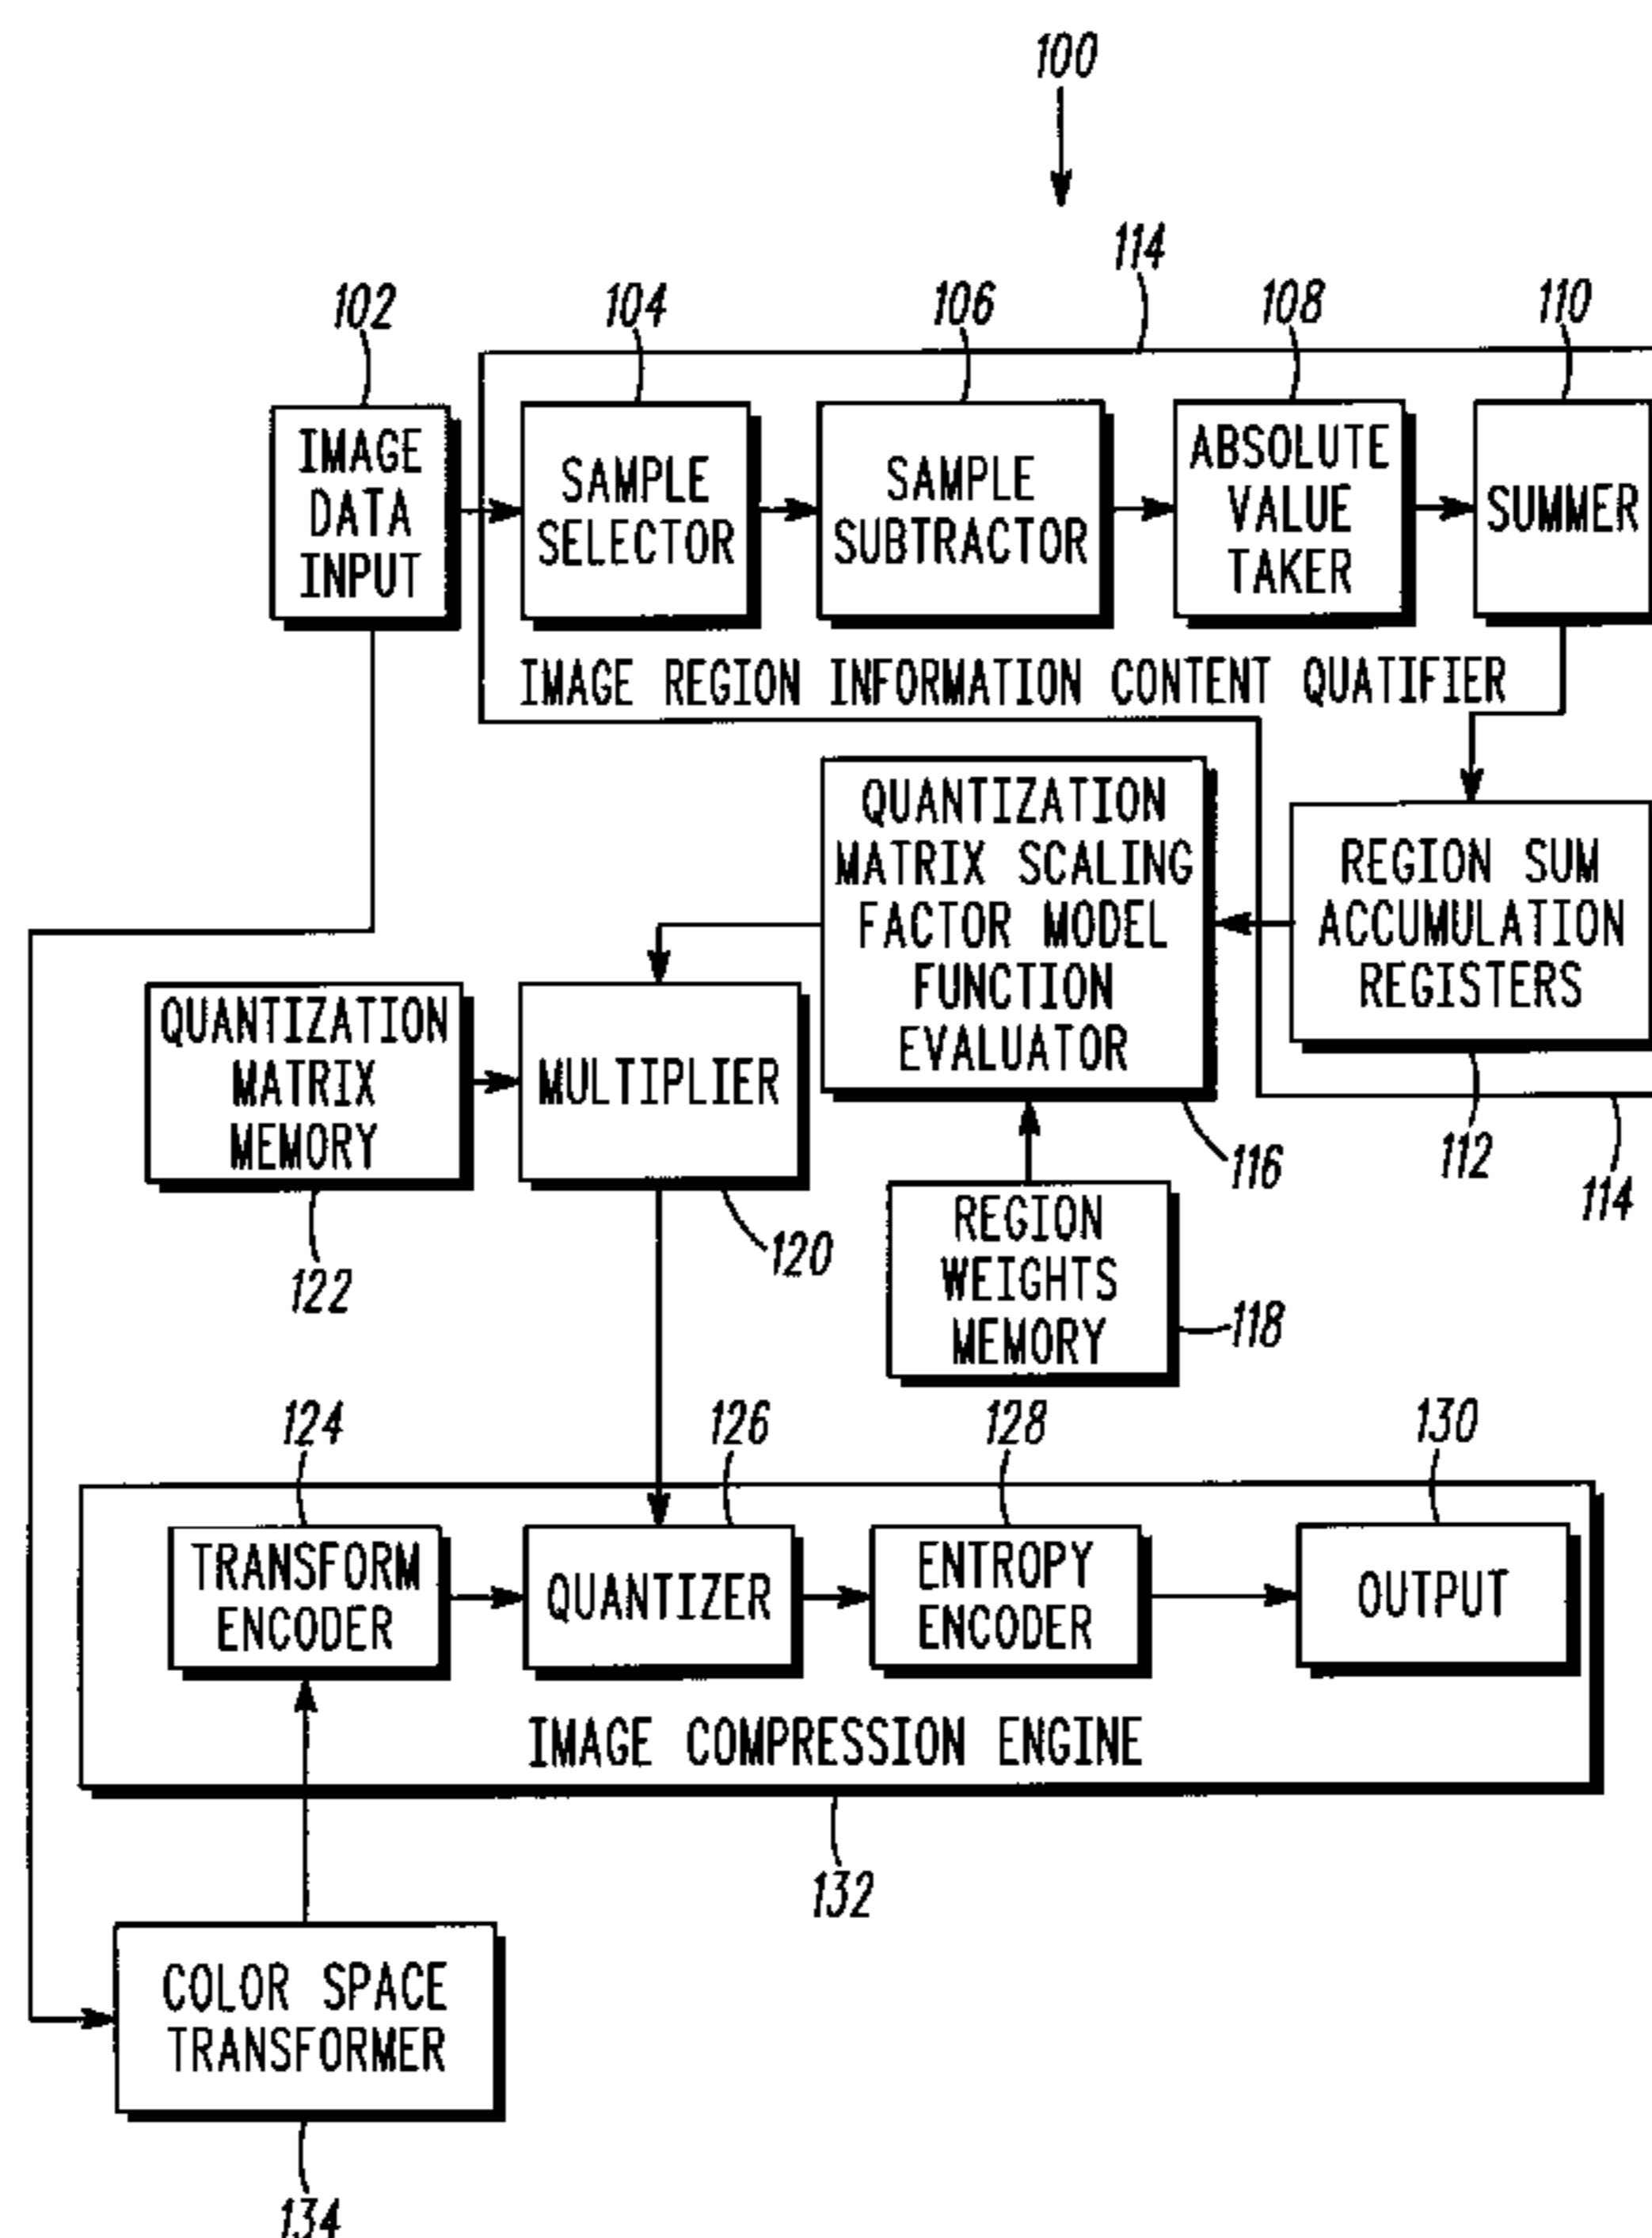 100
114
102
104
106
108
110
IMAGE
DATA
INPUT
SAMPLE
SELECTOR
SAMPLE
SUBTRACTOR
ABSOLUTE
VALUE
TAKER
SUMMER
IMAGE REGION INFORMATION CONTENT QUATIFIER
QUANTIZATION
MATRIX SCALING
FACTOR MODEL
FUNCTION
EVALUATOR
REGION SUM
ACCUMULATION
REGISTERS
QUANTIZATION
MATRIX
MEMORY
MULTIPLIER
116
112
114
122
120
REGION
WEIGHTS
MEMORY
118
124
126
128
130
TRANSFORM
ENCODER
QUANTIZER
ENTROPY
ENCODER
OUTPUT
IMAGE COMPRESSION ENGINE
132
COLOR SPACE
TRANSFORMER
134